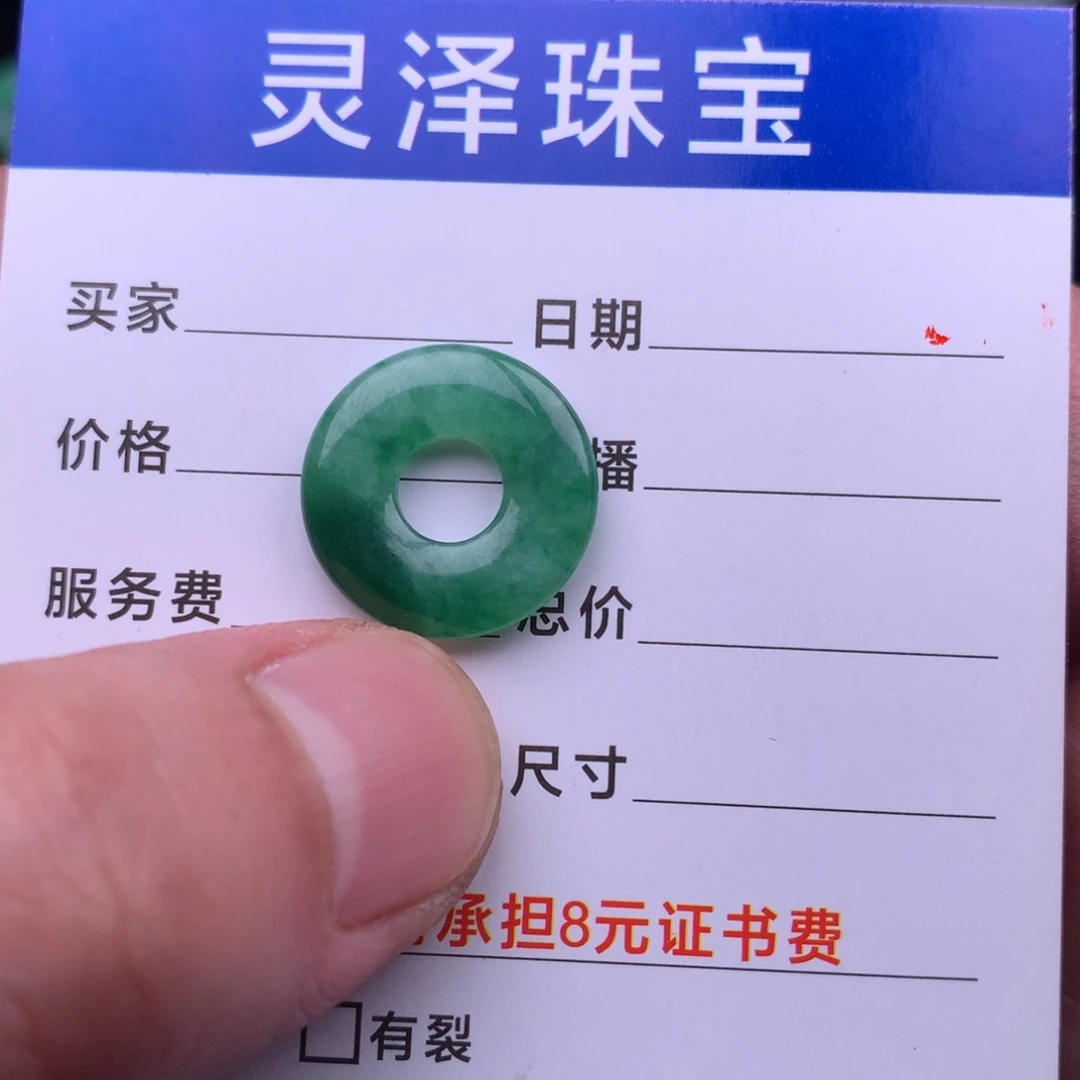 灵泽珠宝
买家 日期
价格 播
服务费 总价
尺寸
承担8元证书费
有裂